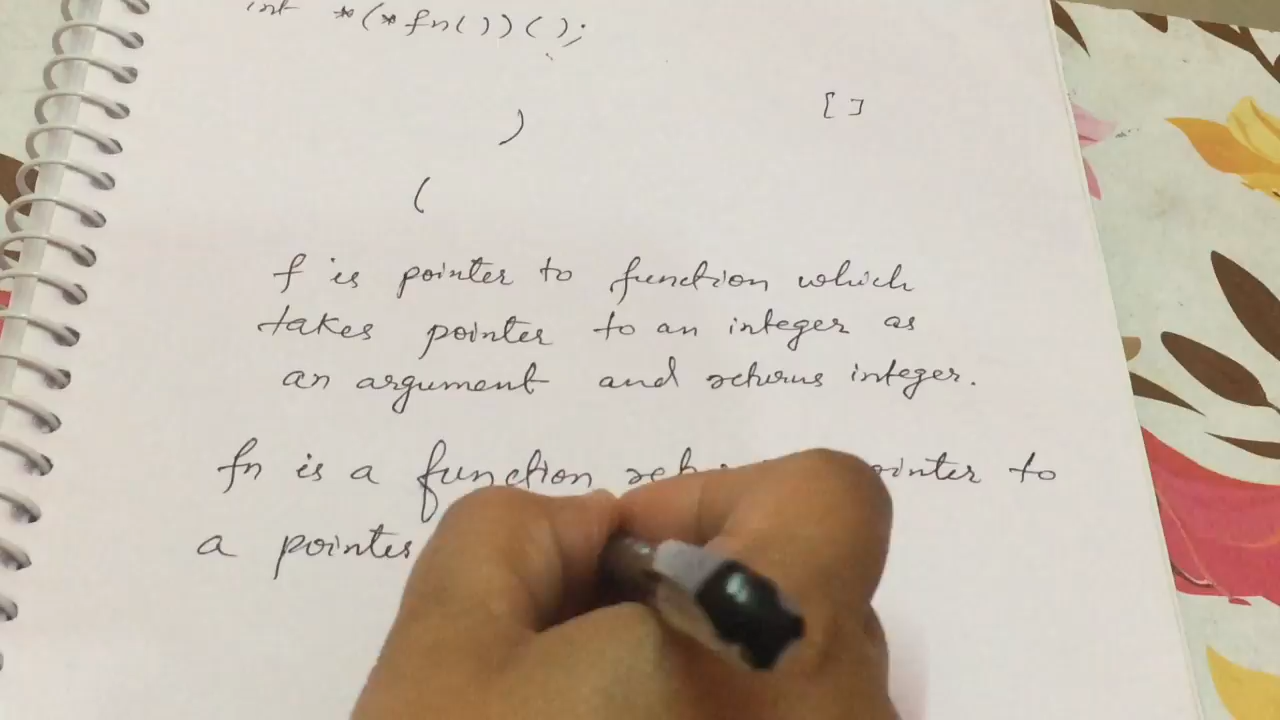 int *(*fn())();
[]
)
(
f is pointer to function which
takes pointer to an integer as
an argument and returns integer.
fn is a function to
a pointer